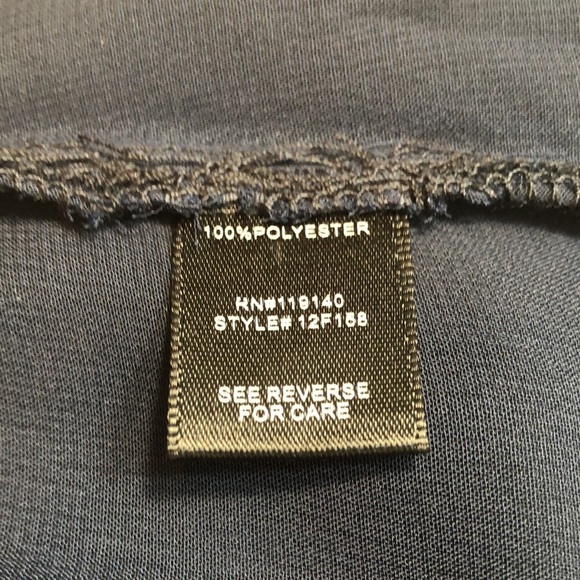 100%POLYESTER
RN#119140
STYLE# 12F158
SEE REVERSE
FOR CARE